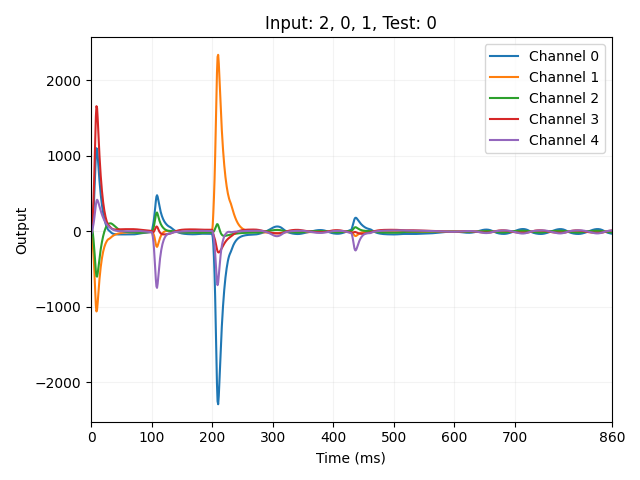 Input: 2, 0, 1, Test: 0
Output
2000
1000
0
−1000
−2000
Channel 0
Channel 1
Channel 2
Channel 3
Channel 4
0 100 200 300 400 500 600 700 860
Time (ms)